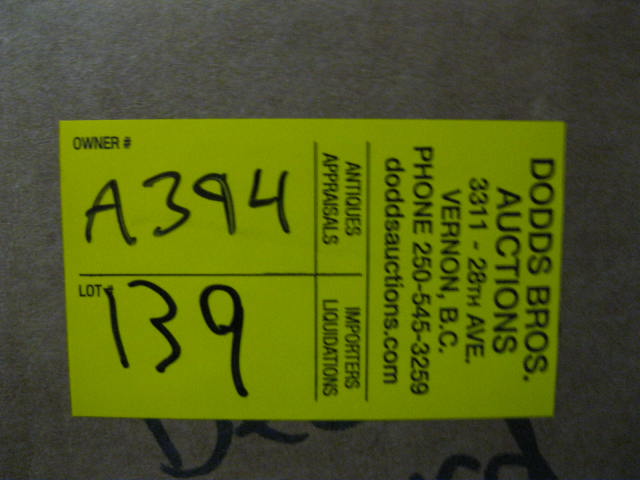 OWNER #
A394
LOT #
139
DODDS BROS.
AUCTIONS
3311 - 28TH AVE.
VERNON, B.C.
PHONE 250-545-3259
doddsauctions.com
ANTIQUES
APPRAISALS
IMPORTERS
LIQUIDATIONS